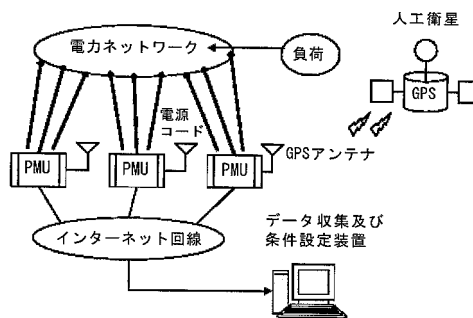 人工衛星
電力ネットワーク
負荷
GPS
電源
コード
PMU
PMU
PMU
GPSアンテナ
インターネット回線
データ収集及び
条件設定装置